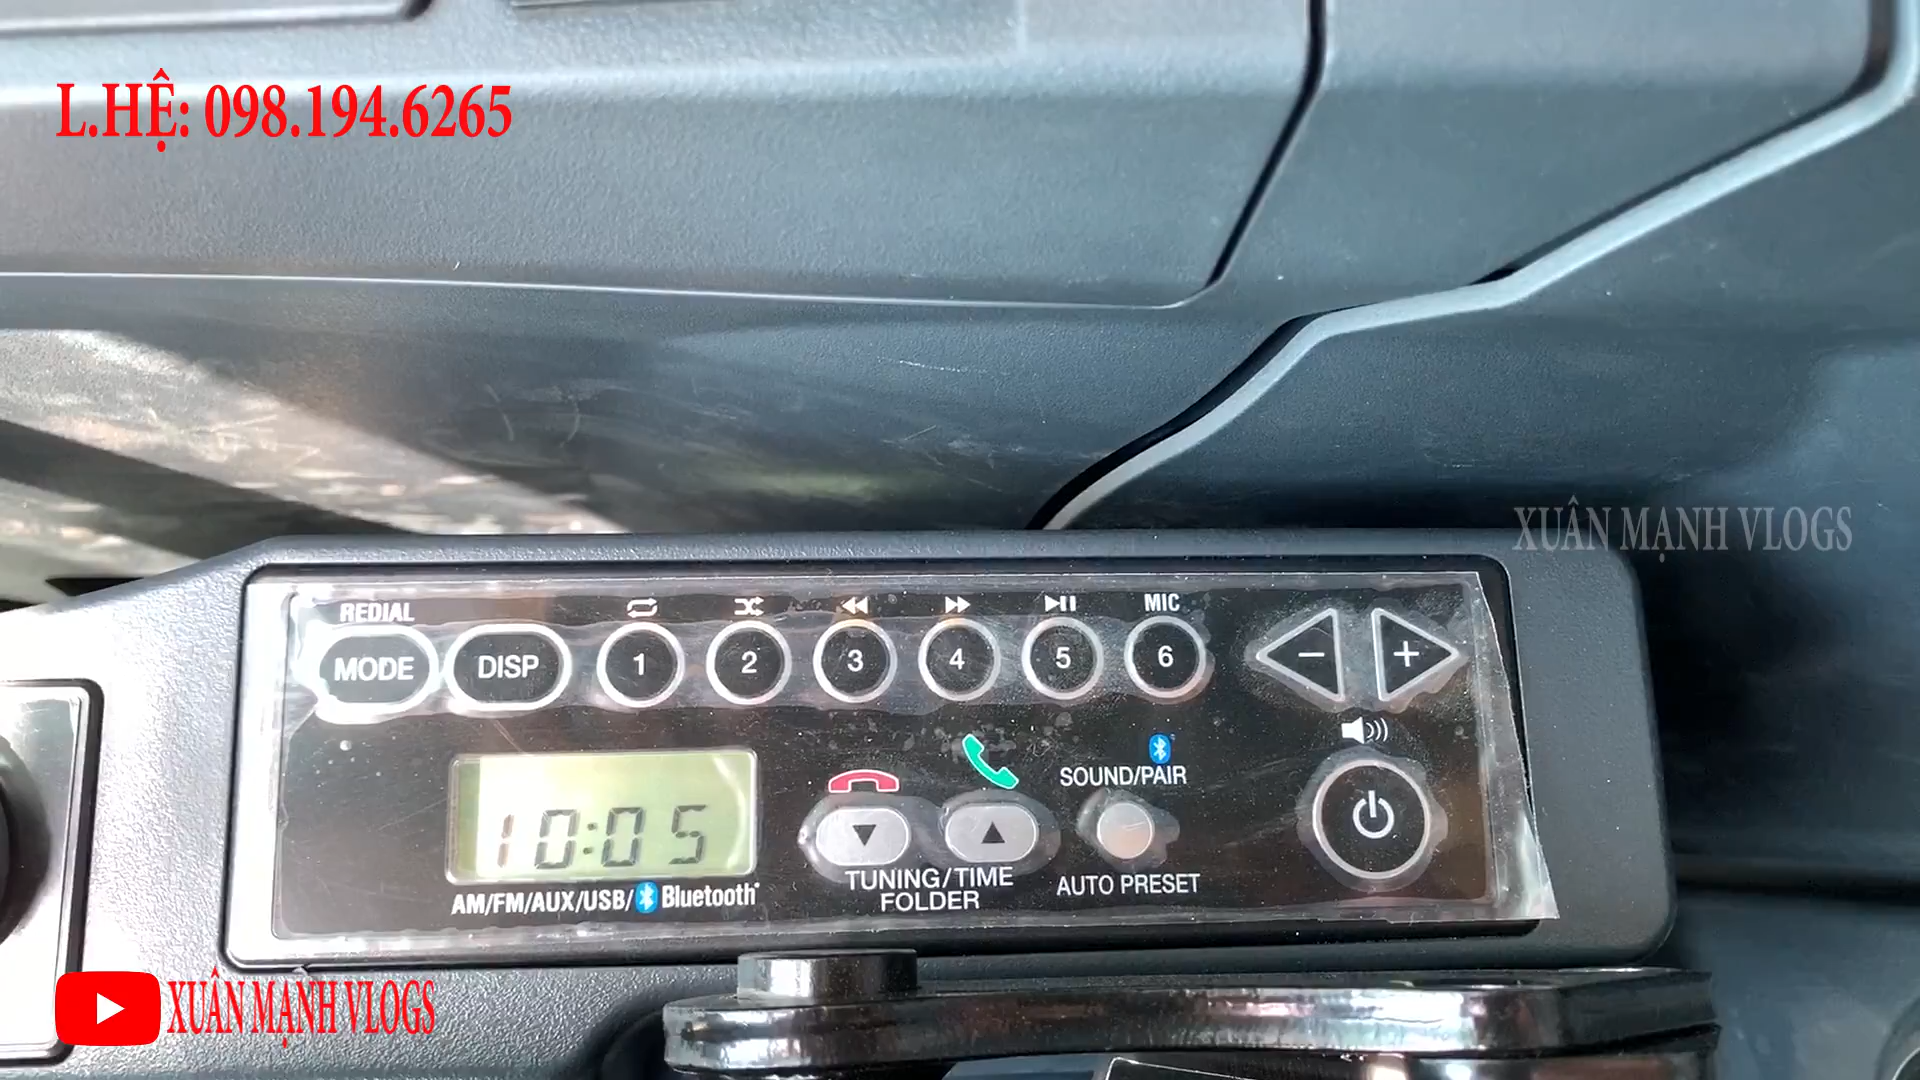 L.HỆ: 098.194.6265
XUÂN MẠNH VLOGS
REDIAL
MIC
MODE
DISP
1
2
3
4
5
6
−
+
SOUND/PAIR
10:05
AM/FM/AUX/USB/ Bluetooth
TUNING/TIME
FOLDER
AUTO PRESET
XUÂN MẠNH VLOGS